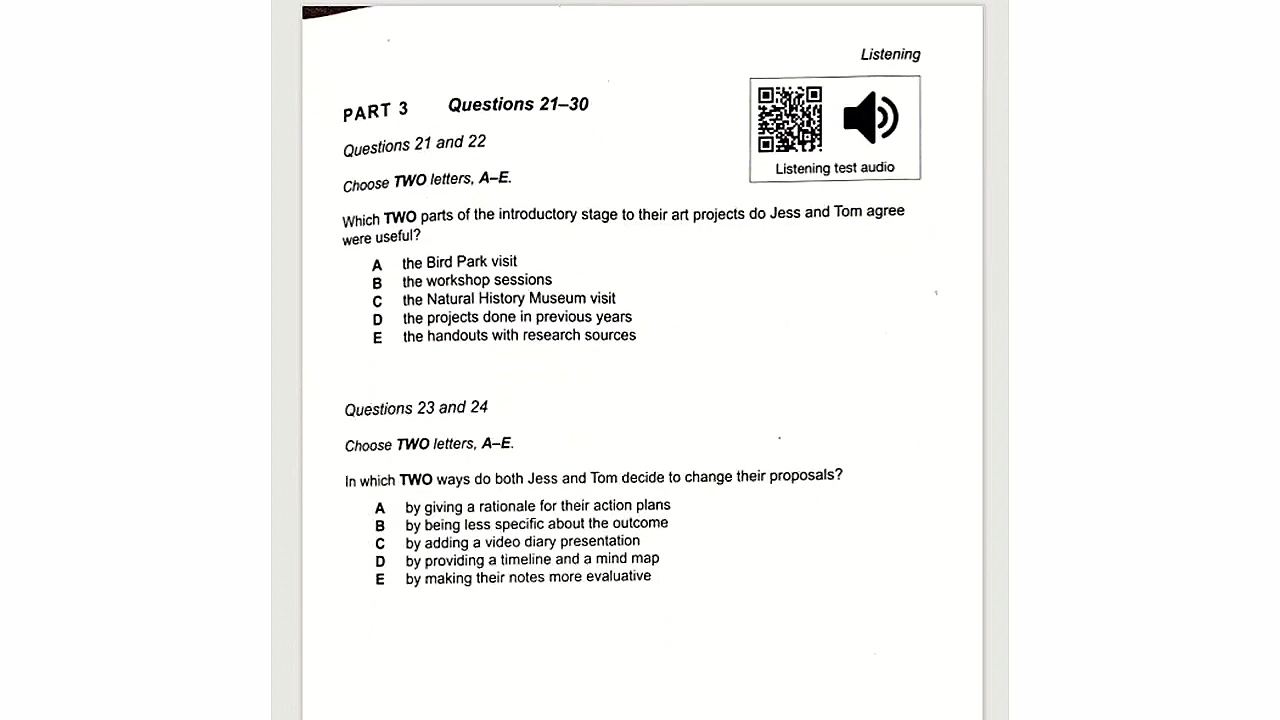 Listening
PART 3 Questions 21–30
Questions 21 and 22
Listening test audio
Choose TWO letters, A–E.
Which TWO parts of the introductory stage to their art projects do Jess and Tom agree
were useful?
A the Bird Park visit
B the workshop sessions
C the Natural History Museum visit
D the projects done in previous years
E the handouts with research sources
Questions 23 and 24
Choose TWO letters, A–E.
In which TWO ways do both Jess and Tom decide to change their proposals?
A by giving a rationale for their action plans
B by being less specific about the outcome
C by adding a video diary presentation
D by providing a timeline and a mind map
E by making their notes more evaluative